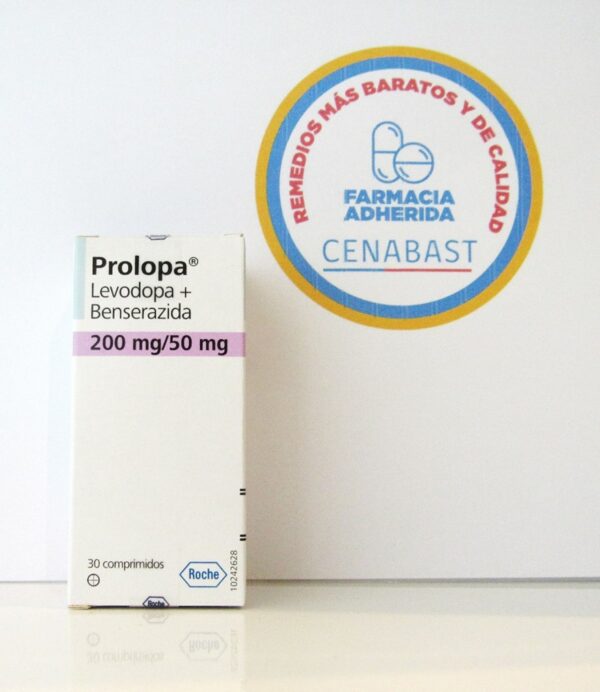 REMEDIOS MÁS BARATOS Y DE CALIDAD
FARMACIA
ADHERIDA
CENABAST
Prolopa®
Levodopa +
Benserazida
200 mg/50 mg
30 comprimidos
Roche
10242628
Roche